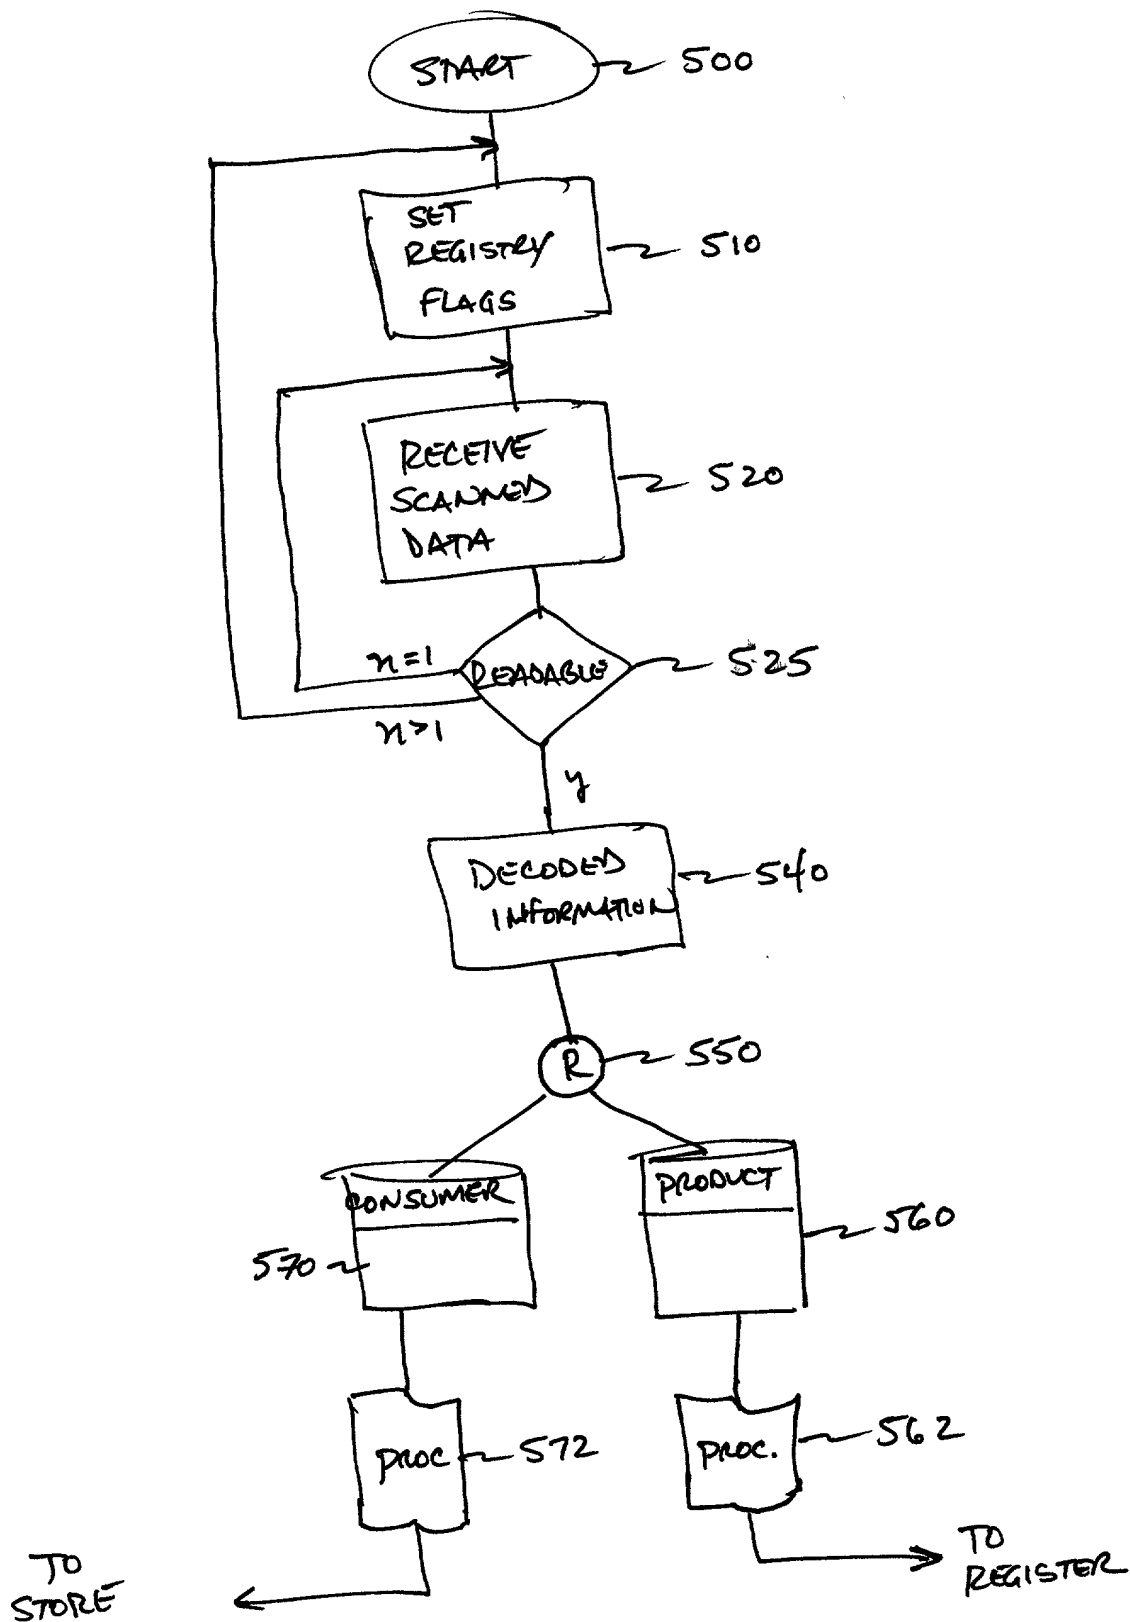 START
500
SET
REGISTRY
FLAGS
510
RECEIVE
SCANNED
DATA
520
n=1
READABLE
525
n>1
y
DECODED
INFORMATION
540
R
550
CONSUMER
PRODUCT
570
560
PROC
572
PROC.
562
TO
STORE
TO
REGISTER